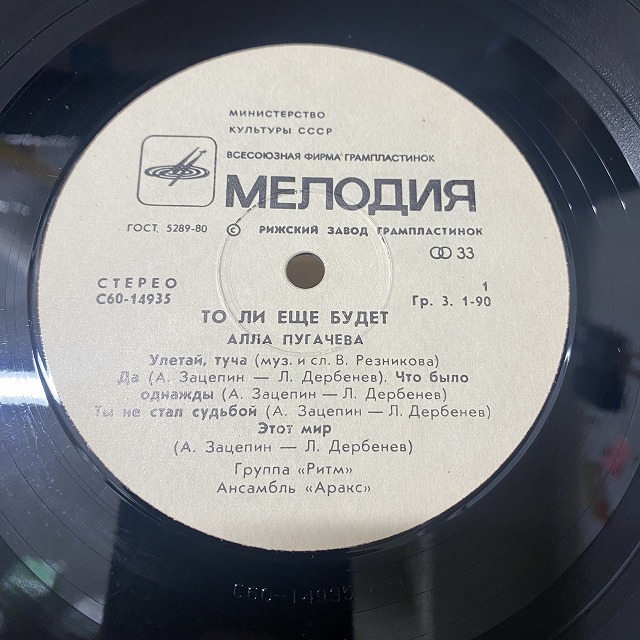 МИНИСТЕРСТВО
КУЛЬТУРЫ СССР
ВСЕСОЮЗНАЯ ФИРМА ГРАМПЛАСТИНОК
МЕЛОДИЯ
ГОСТ 5289-80 © РИЖСКИЙ ЗАВОД ГРАМПЛАСТИНОК
33
СТЕРЕО
С60-14935
1
Гр. 3. 1-90
ТО ЛИ ЕЩЕ БУДЕТ
АЛЛА ПУГАЧЕВА
Улетай, туча (муз. и сл. В. Резникова)
Да (А. Зацепин — Л. Дербенев). Что было
однажды (А. Зацепин — Л. Дербенев)
Ты не стал судьбой (А. Зацепин — Л. Дербенев)
Этот мир
(А. Зацепин — Л. Дербенев)
Группа «Ритм»
Ансамбль «Аракс»
С60-14935